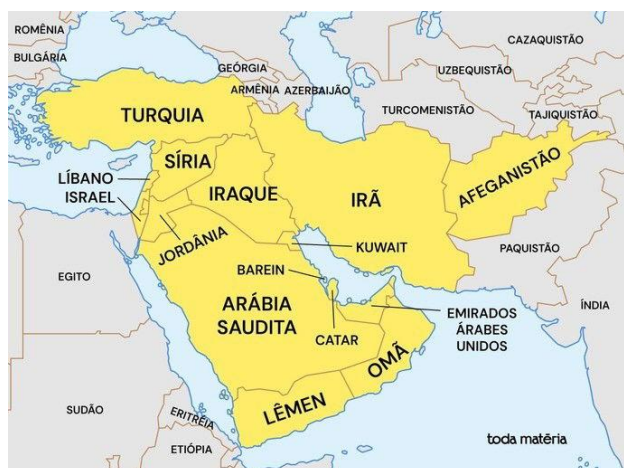 ROMÊNIA
BULGÁRIA
GEÓRGIA
ARMÊNIA
AZERBAIJÃO
CAZAQUISTÃO
UZBEQUISTÃO
TURCOMENISTÃO
TAJIQUISTÃO
TURQUIA
SÍRIA
LÍBANO
ISRAEL
IRAQUE
IRÃ
AFEGANISTÃO
JORDÂNIA
KUWAIT
PAQUISTÃO
EGITO
BAREIN
ARÁBIA
SAUDITA
CATAR
EMIRADOS
ÁRABES
UNIDOS
ÍNDIA
OMÃ
LÊMEN
SUDÃO
ERITRÉIA
ETIÓPIA
toda matéria